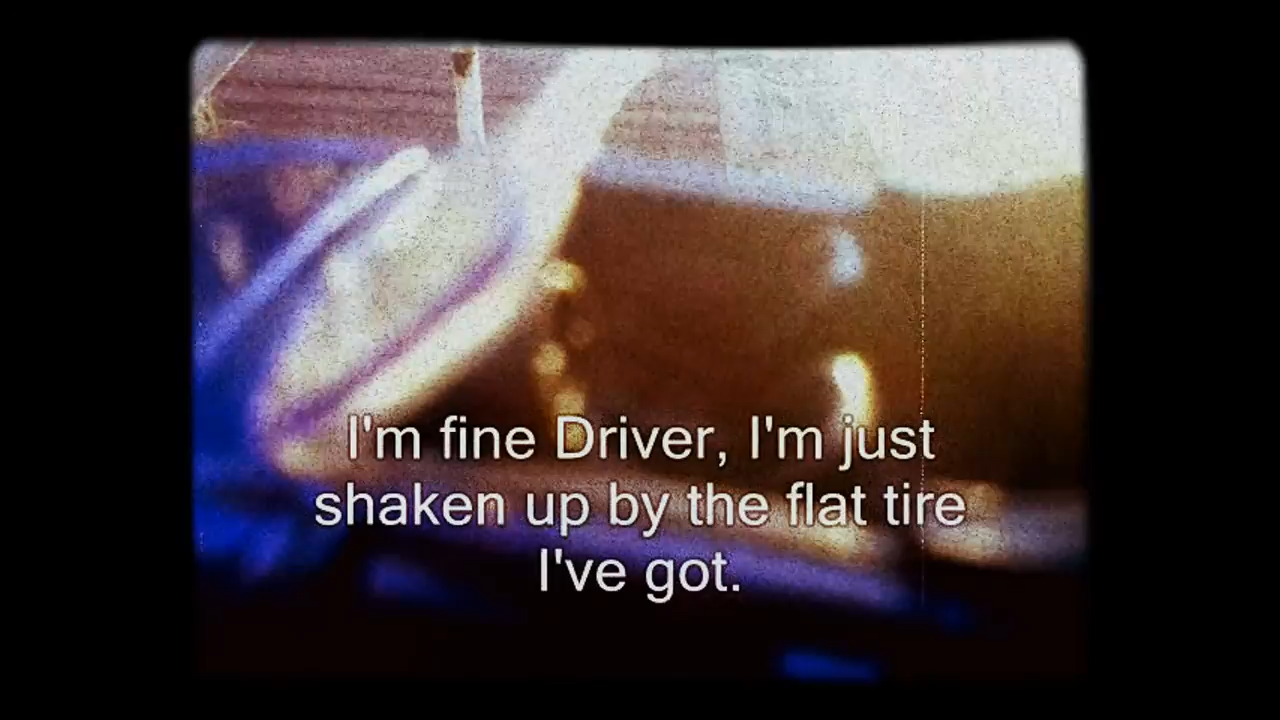 I'm fine Driver, I'm just
shaken up by the flat tire
I've got.